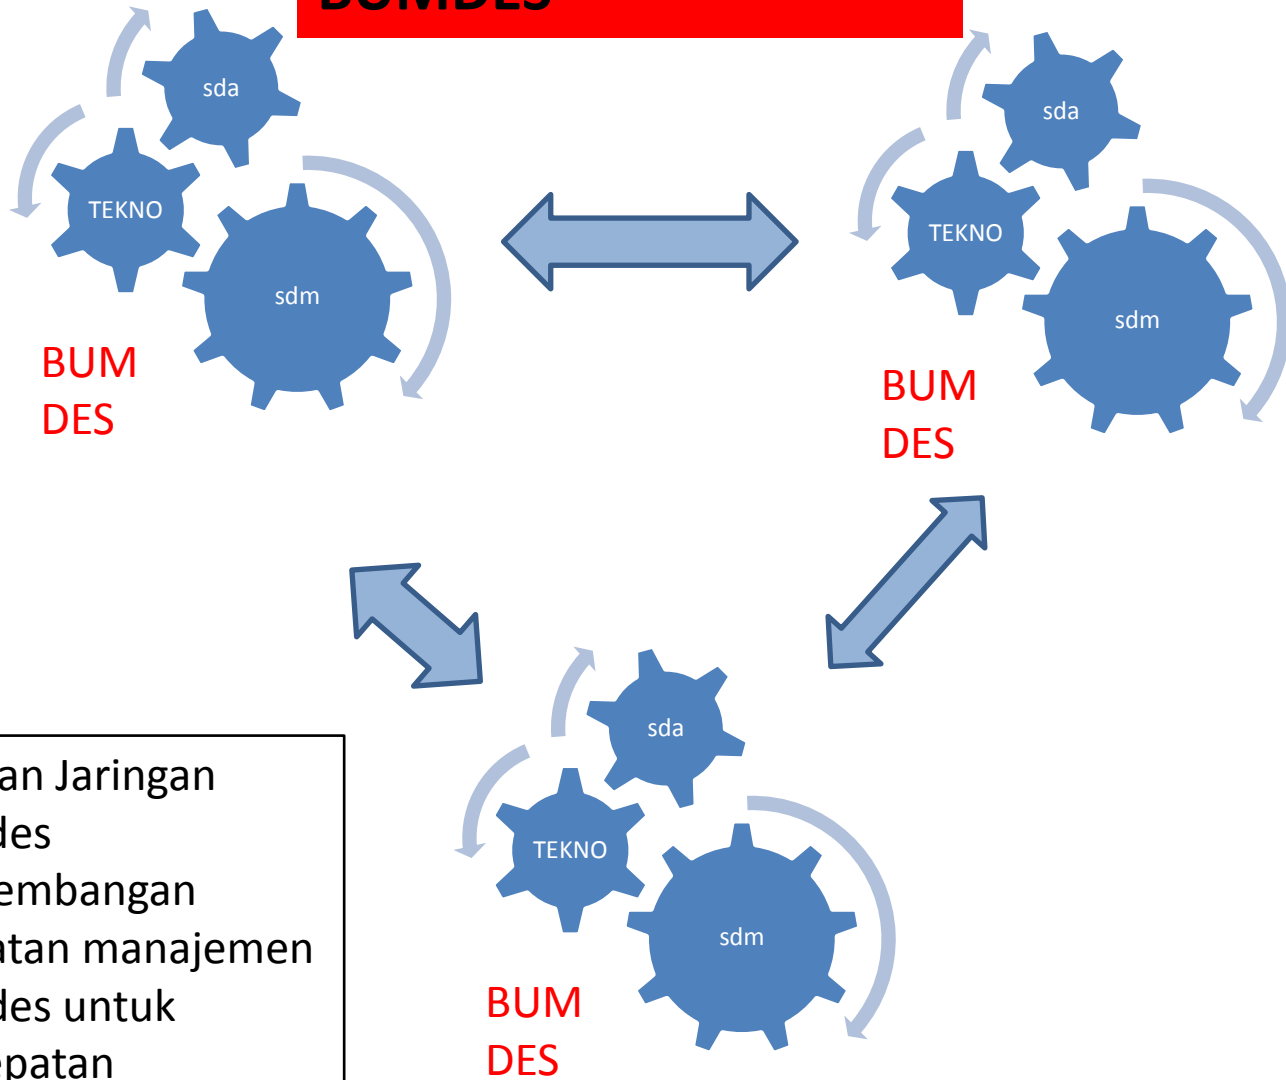 BUMDES
sda
TEKNO
sdm
BUM
DES
sda
TEKNO
sdm
BUM
DES
sda
TEKNO
sdm
BUM
DES
an Jaringan
des
embangan
atan manajemen
des untuk
epatan